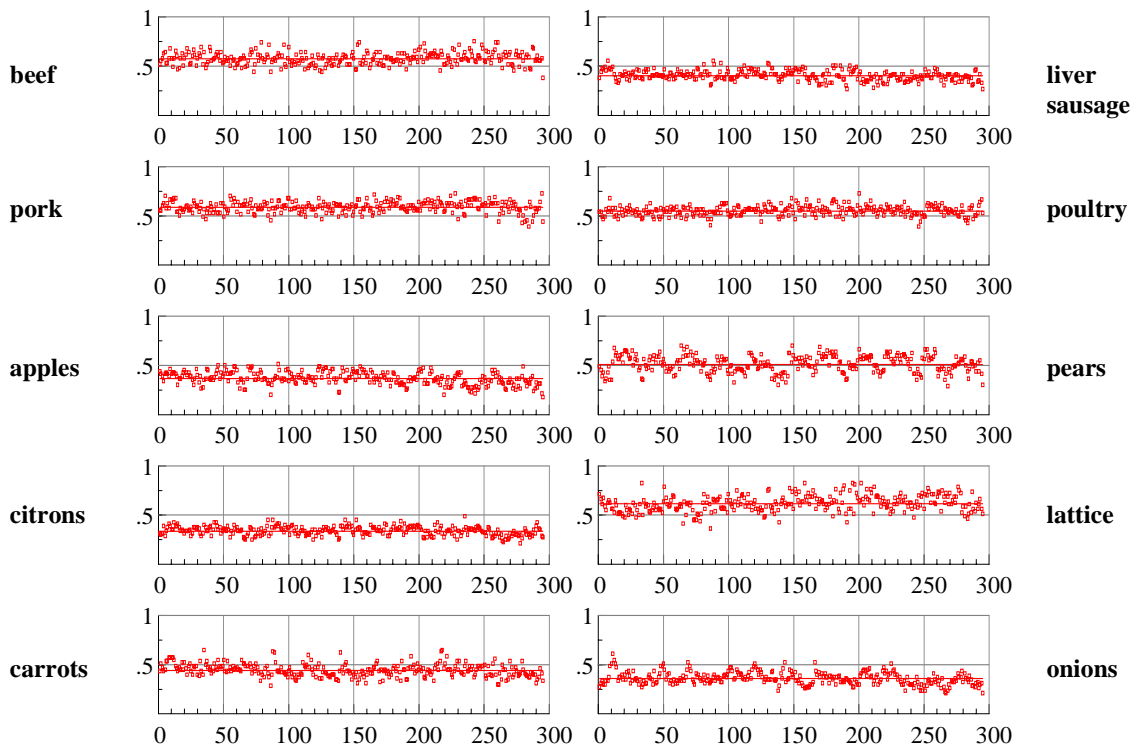 1 1
beef .5 .5 liver
sausage
0 50 100 150 200 250 300 0 50 100 150 200 250 300
1 1
pork .5 .5 poultry
0 50 100 150 200 250 300 0 50 100 150 200 250 300
1 1
apples .5 .5 pears
0 50 100 150 200 250 300 0 50 100 150 200 250 300
1 1
citrons .5 .5 lattice
0 50 100 150 200 250 300 0 50 100 150 200 250 300
1 1
carrots .5 .5 onions
0 50 100 150 200 250 300 0 50 100 150 200 250 300